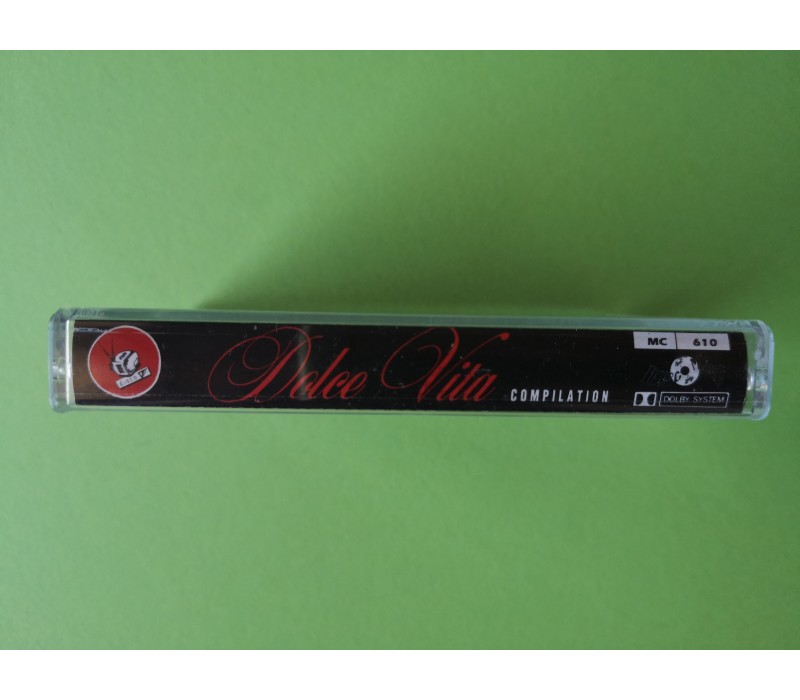 Dolce Vita
COMPILATION
MC 610
DOLBY SYSTEM